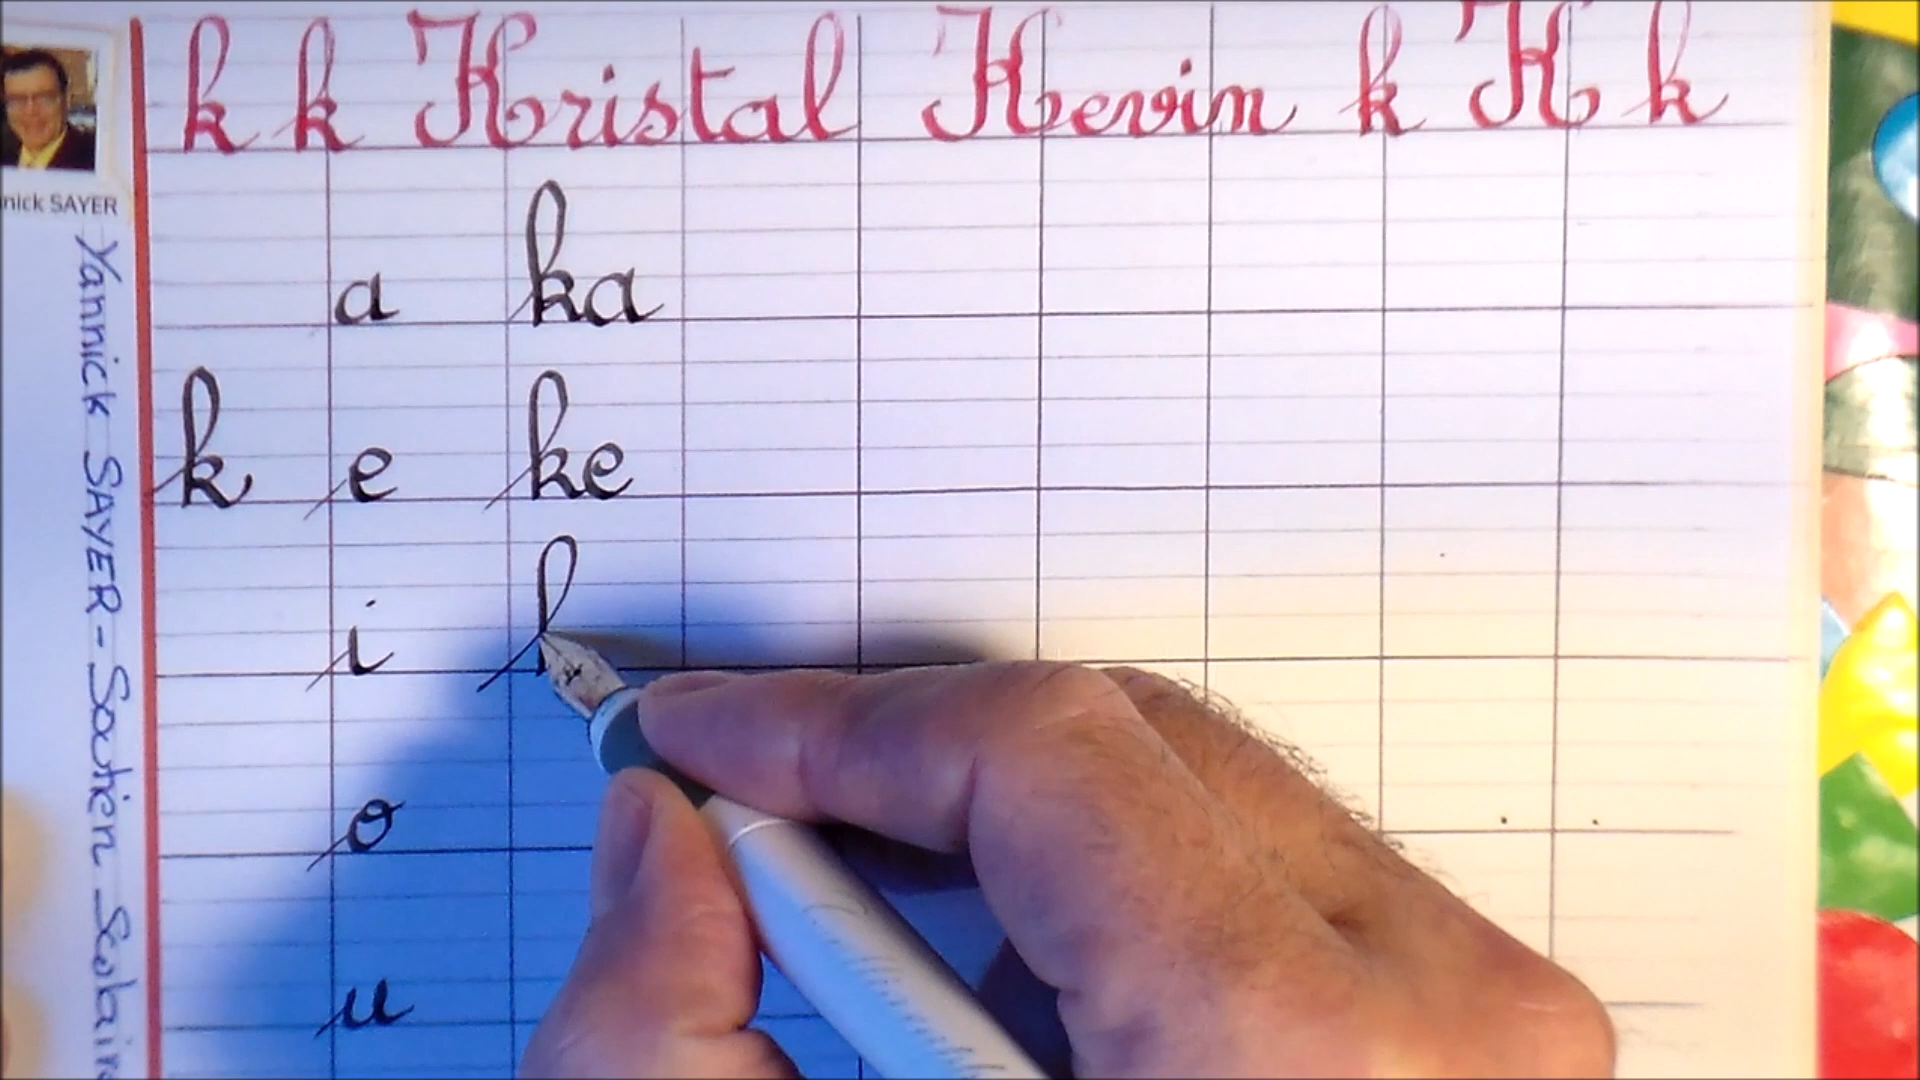 k k Kristal Kevin k K k
nick SAYER
a ka
k e ke
i
o
u
Yannick SAYER - Soutien Scolaire